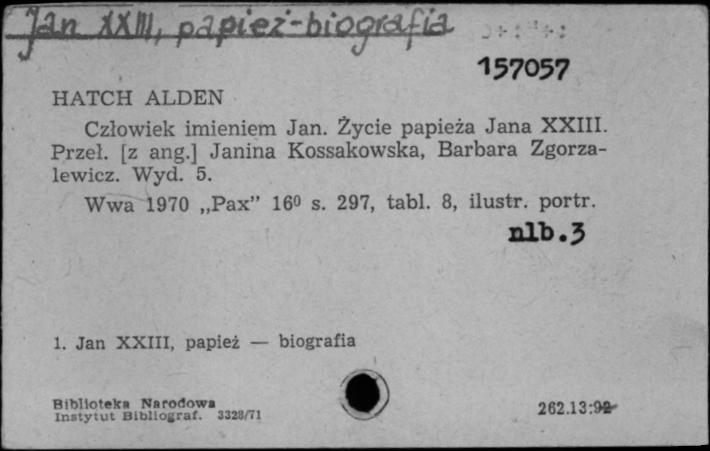 Jan XXIII, papież-biografia
157057
HATCH ALDEN
Człowiek imieniem Jan. Życie papieża Jana XXIII.
Przeł. [z ang.] Janina Kossakowska, Barbara Zgorza-
lewicz. Wyd. 5.
Wwa 1970 „Pax” 16⁰ s. 297, tabl. 8, ilustr. portr.
nlb.3
1. Jan XXIII, papież — biografia
Biblioteka Narodowa
Instytut Bibliograf. 3328/71
262.13:92